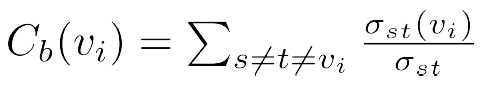 C_b(v_i) = \sum_{s \neq t \neq v_i} \frac{\sigma_{st}(v_i)}{\sigma_{st}}